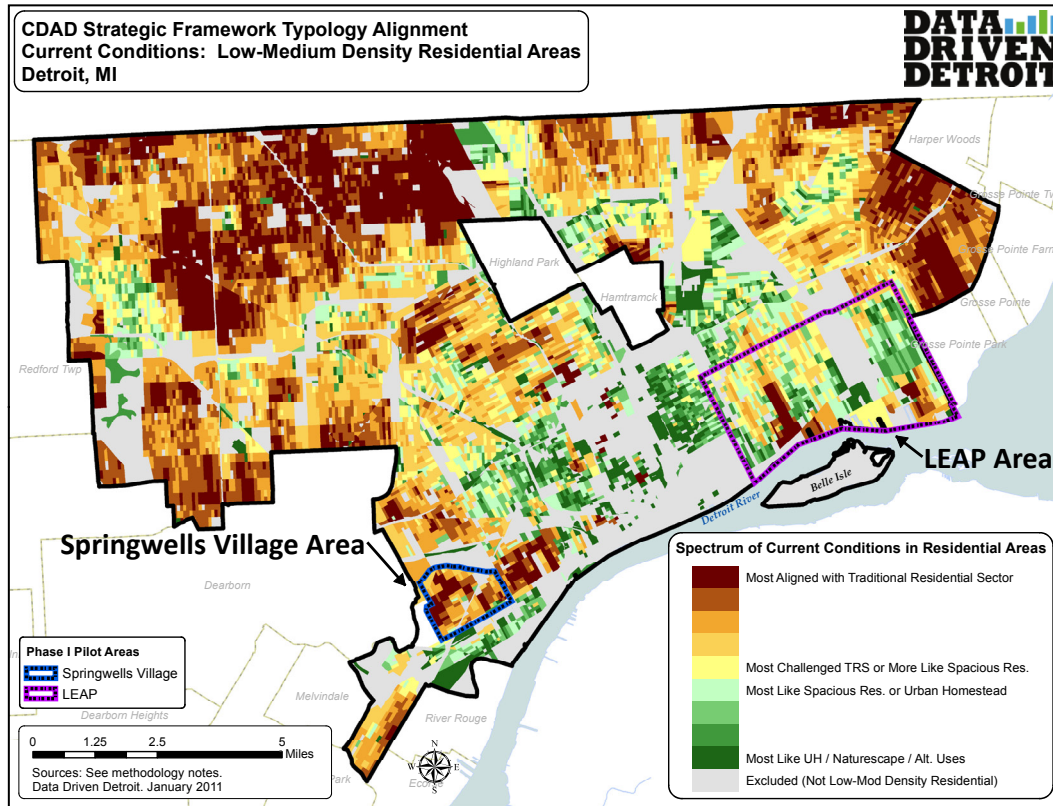 CDAD Strategic Framework Typology Alignment
Current Conditions: Low-Medium Density Residential Areas
Detroit, MI
DATA
DRIVEN
DETROIT
Harper Woods
Grosse Pointe Tw
Grosse Pointe Farm
Grosse Pointe
Highland Park
Hamtramck
Grosse Pointe Park
Redford Twp
LEAP Area
Belle Isle
Detroit River
Springwells Village Area
Dearborn
Spectrum of Current Conditions in Residential Areas
Most Aligned with Traditional Residential Sector
Most Challenged TRS or More Like Spacious Res.
Most Like Spacious Res. or Urban Homestead
Most Like UH / Naturescape / Alt. Uses
Excluded (Not Low-Mod Density Residential)
Phase I Pilot Areas
Springwells Village
LEAP
Melvindale
Dearborn Heights
River Rouge
0 1.25 2.5 5
Miles
Sources: See methodology notes.
Data Driven Detroit. January 2011
Park
N
W E
S